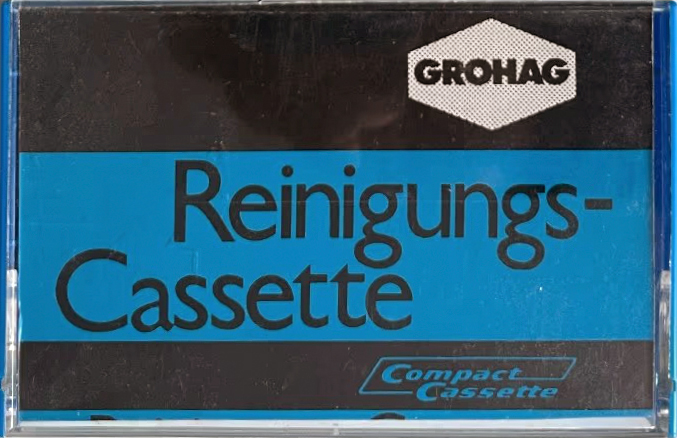 GROHAG
Reinigungs-
Cassette
Compact
Cassette